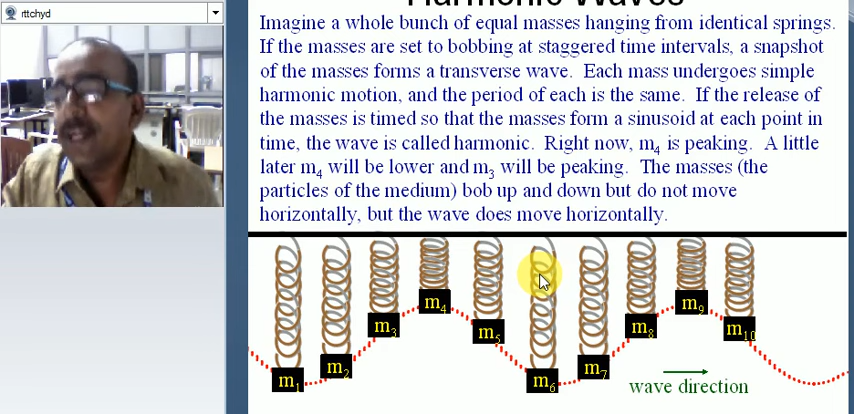 rttchyd
Harmonic Waves
Imagine a whole bunch of equal masses hanging from identical springs.
If the masses are set to bobbing at staggered time intervals, a snapshot
of the masses forms a transverse wave. Each mass undergoes simple
harmonic motion, and the period of each is the same. If the release of
the masses is timed so that the masses form a sinusoid at each point in
time, the wave is called harmonic. Right now, m₄ is peaking. A little
later m₄ will be lower and m₃ will be peaking. The masses (the
particles of the medium) bob up and down but do not move
horizontally, but the wave does move horizontally.
m₁
m₂
m₃
m₄
m₅
m₆
m₇
m₈
m₉
m₁₀
wave direction